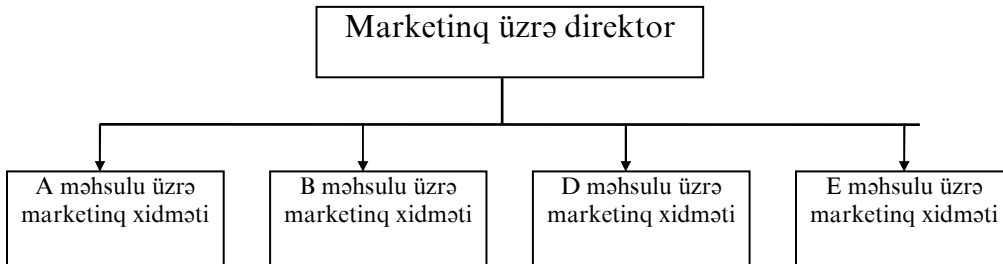 Marketinq üzrə direktor
A məhsulu üzrə
marketinq xidməti
B məhsulu üzrə
marketinq xidməti
D məhsulu üzrə
marketinq xidməti
E məhsulu üzrə
marketinq xidməti